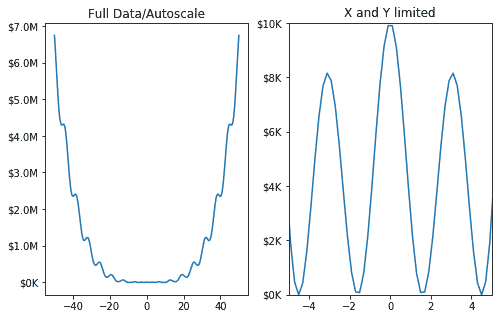 Full Data/Autoscale
$7.0M
$6.0M
$5.0M
$4.0M
$3.0M
$2.0M
$1.0M
$0K
−40 −20 0 20 40
X and Y limited
$10K
$8K
$6K
$4K
$2K
$0K
−4 −2 0 2 4